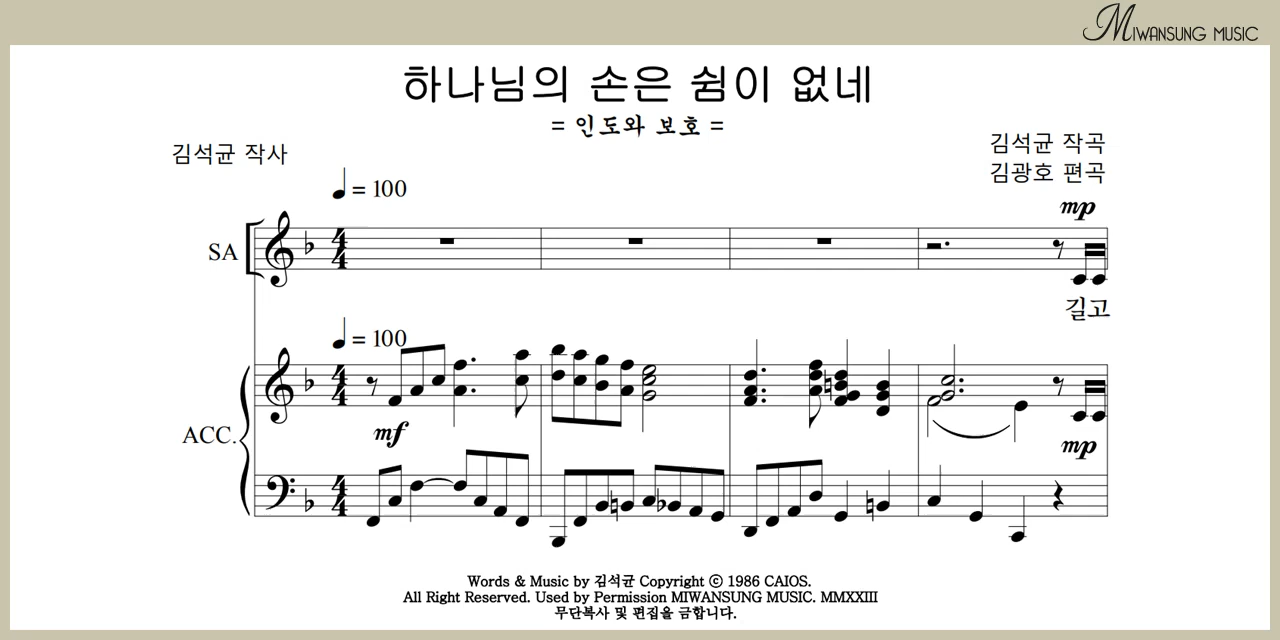 MIWANSUNG MUSIC
하나님의 손은 쉼이 없네
= 인도와 보호 =
김석균 작사
김석균 작곡
김광호 편곡
♩ = 100
mp
SA
길고
♩ = 100
mf
ACC.
mp
Words & Music by 김석균 Copyright ⓒ 1986 CAIOS.
All Right Reserved. Used by Permission MIWANSUNG MUSIC. MMXXIII
무단복사 및 편집을 금합니다.